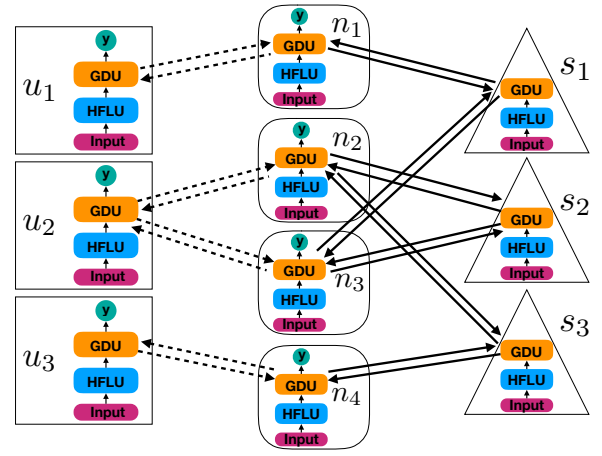 u1
y
GDU
HFLU
Input
u2
y
GDU
HFLU
Input
u3
y
GDU
HFLU
Input
n1
y
GDU
HFLU
Input
n2
y
GDU
HFLU
Input
n3
y
GDU
HFLU
Input
n4
y
GDU
HFLU
Input
s1
GDU
HFLU
Input
s2
GDU
HFLU
Input
s3
GDU
HFLU
Input